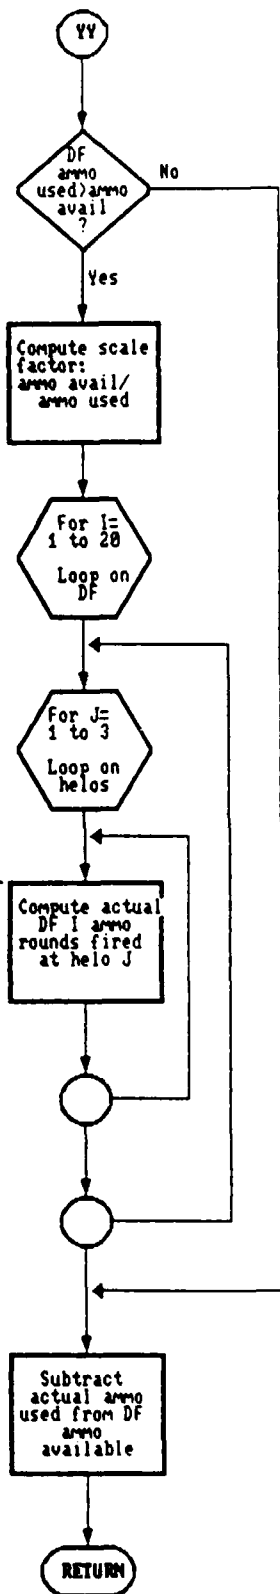 YY
DF
ammo
used>ammo
avail
?
No
Yes
Compute scale
factor:
ammo avail/
ammo used
For I=
1 to 20
Loop on
DF
For J=
1 to 3
Loop on
helos
Compute actual
DF I ammo
rounds fired
at helo J
Subtract
actual ammo
used from DF
ammo
available
RETURN